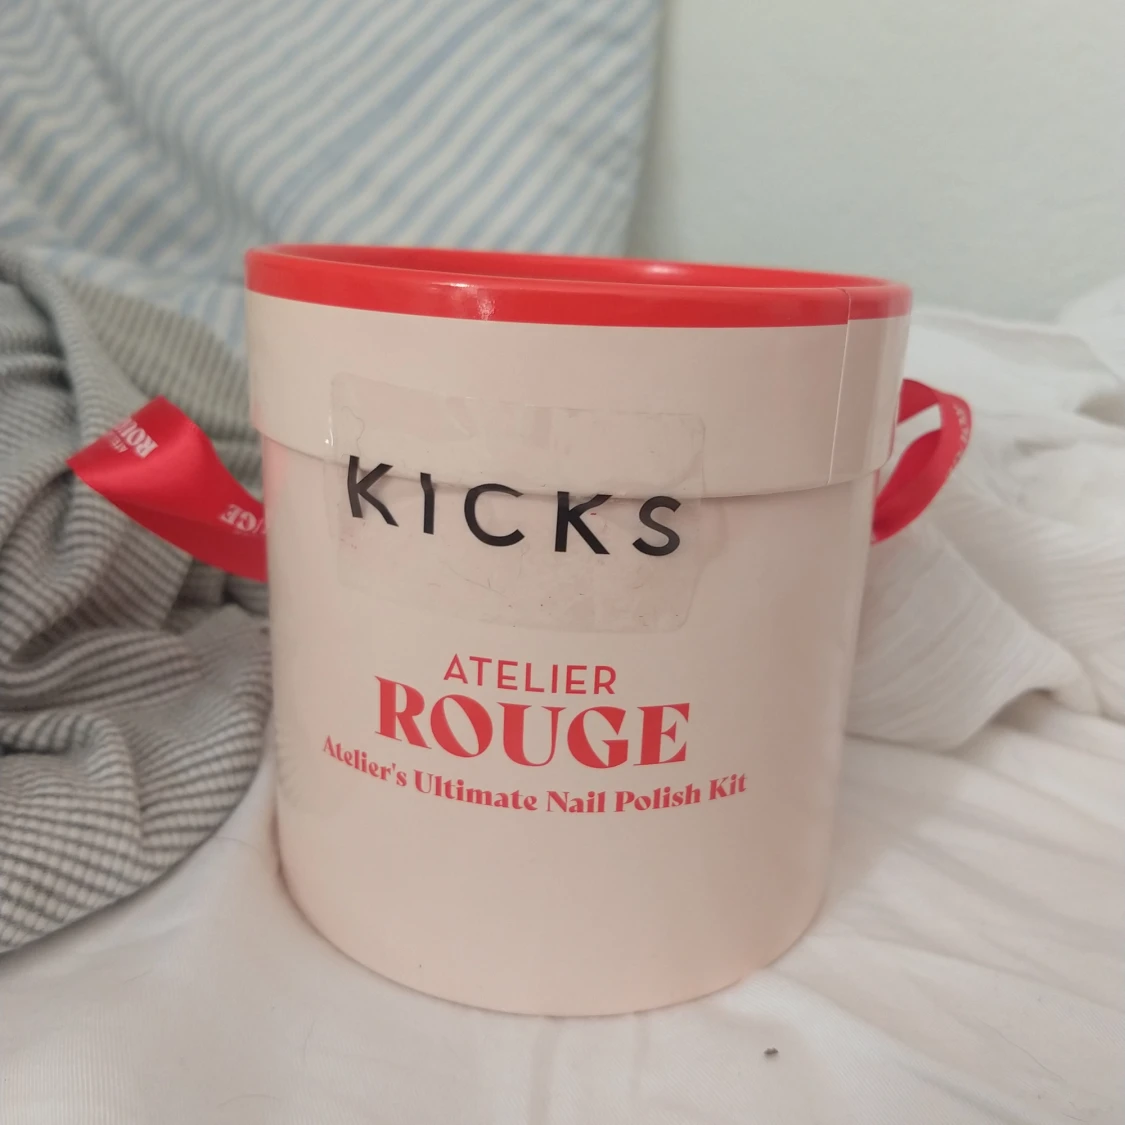 KICKS
ATELIER
ROUGE
Atelier's Ultimate Nail Polish Kit